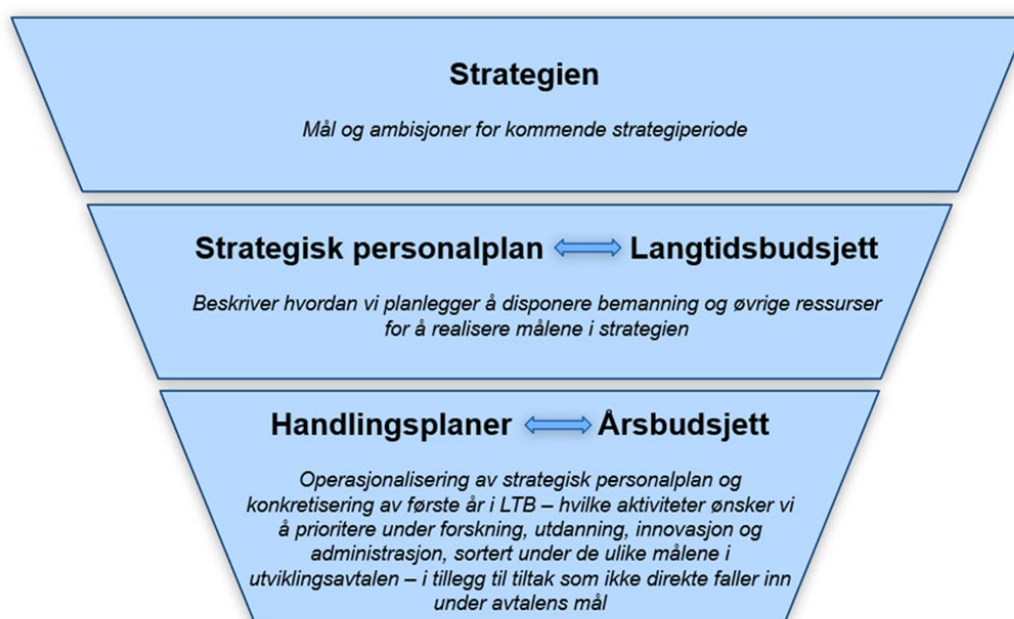 Strategien
Mål og ambisjoner for kommende strategiperiode
Strategisk personalplan Langtidsbudsjett
Beskriver hvordan vi planlegger å disponere bemanning og øvrige ressurser
for å realisere målene i strategien
Handlingsplaner Årsbudsjett
Operasjonalisering av strategisk personalplan og
konkretisering av første år i LTB – hvilke aktiviteter ønsker vi
å prioritere under forskning, utdanning, innovasjon og
administrasjon, sortert under de ulike målene i
utviklingsavtalen – i tillegg til tiltak som ikke direkte faller inn
under avtalens mål